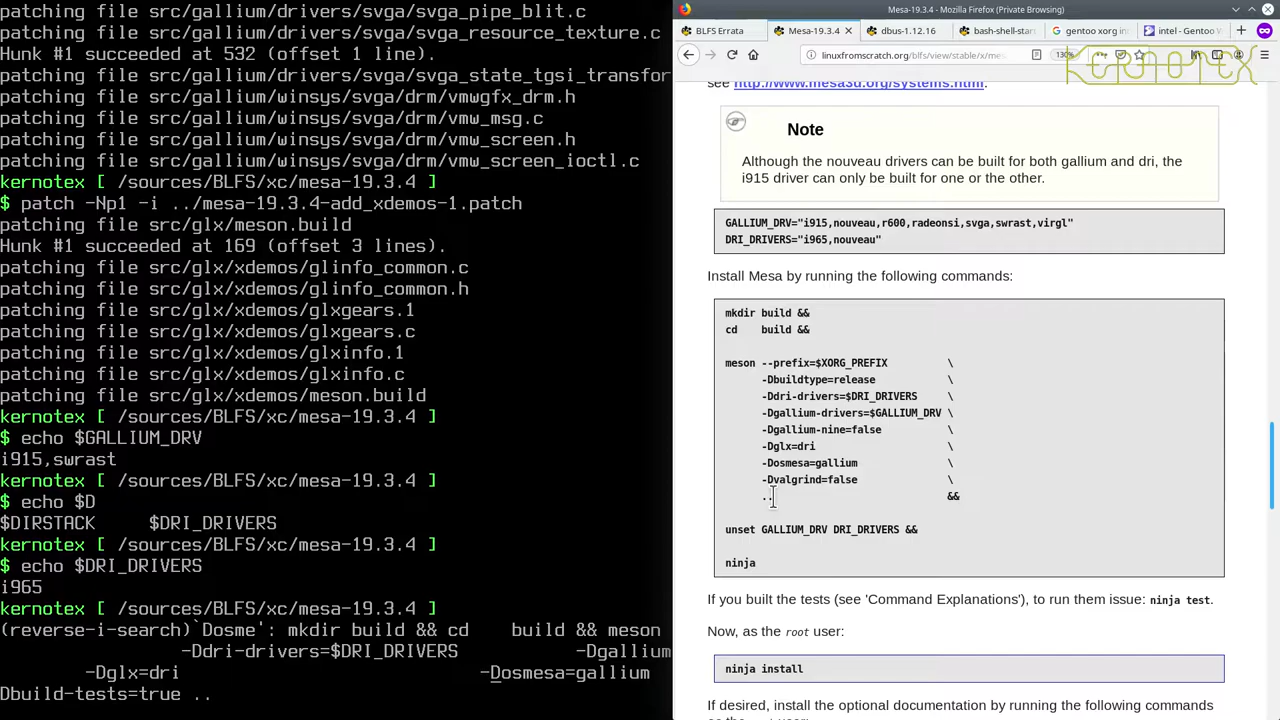 patching file src/gallium/drivers/svga/svga_pipe_blit.c
patching file src/gallium/drivers/svga/svga_resource_texture.c
Hunk #1 succeeded at 532 (offset 1 line).
patching file src/gallium/drivers/svga/svga_state_tgsi_transfor
patching file src/gallium/winsys/svga/drm/vmwgfx_drm.h
patching file src/gallium/winsys/svga/drm/vmw_msg.c
patching file src/gallium/winsys/svga/drm/vmw_screen.h
patching file src/gallium/winsys/svga/drm/vmw_screen_ioctl.c
kernotex [ /sources/BLFS/xc/mesa-19.3.4 ]
$ patch -Np1 -i ../mesa-19.3.4-add_xdemos-1.patch
patching file src/glx/meson.build
Hunk #1 succeeded at 169 (offset 3 lines).
patching file src/glx/xdemos/glinfo_common.c
patching file src/glx/xdemos/glinfo_common.h
patching file src/glx/xdemos/glxgears.1
patching file src/glx/xdemos/glxgears.c
patching file src/glx/xdemos/glxinfo.1
patching file src/glx/xdemos/glxinfo.c
patching file src/glx/xdemos/meson.build
kernotex [ /sources/BLFS/xc/mesa-19.3.4 ]
$ echo $GALLIUM_DRV
i915,swrast
kernotex [ /sources/BLFS/xc/mesa-19.3.4 ]
$ echo $D
$DIRSTACK     $DRI_DRIVERS
kernotex [ /sources/BLFS/xc/mesa-19.3.4 ]
$ echo $DRI_DRIVERS
i965
kernotex [ /sources/BLFS/xc/mesa-19.3.4 ]
(reverse-i-search)`Dosme': mkdir build && cd    build && meson
-Ddri-drivers=$DRI_DRIVERS          -Dgallium
-Dglx=dri                           -Dosmesa=gallium
Dbuild-tests=true ..
Mesa-19.3.4 - Mozilla Firefox (Private Browsing)
BLFS Errata
Mesa-19.3.4
dbus-1.12.16
bash-shell-star
gentoo xorg in
intel - Gentoo W
linuxfromscratch.org/blfs/view/stable/x/me
130%
KERNOTEX
see http://www.mesa3d.org/systems.html.
Note
Although the nouveau drivers can be built for both gallium and dri, the
i915 driver can only be built for one or the other.
GALLIUM_DRV="i915,nouveau,r600,radeonsi,svga,swrast,virgl"
DRI_DRIVERS="i965,nouveau"
Install Mesa by running the following commands:
mkdir build &&
cd    build &&
meson --prefix=$XORG_PREFIX          \
-Dbuildtype=release            \
-Ddri-drivers=$DRI_DRIVERS     \
-Dgallium-drivers=$GALLIUM_DRV \
-Dgallium-nine=false           \
-Dglx=dri                      \
-Dosmesa=gallium               \
-Dvalgrind=false               \
..                             &&
unset GALLIUM_DRV DRI_DRIVERS &&
ninja
If you built the tests (see 'Command Explanations'), to run them issue: ninja test.
Now, as the root user:
ninja install
If desired, install the optional documentation by running the following commands